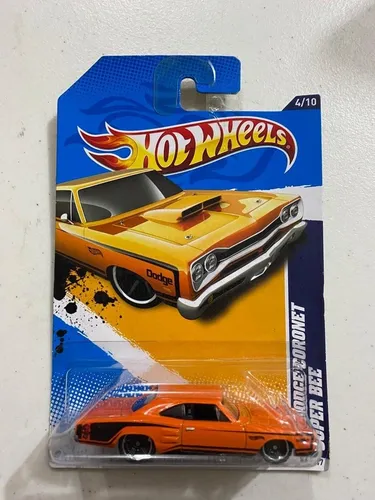 4/10
HOT WHEELS
Dodge
DODGE CORONET
SUPER BEE